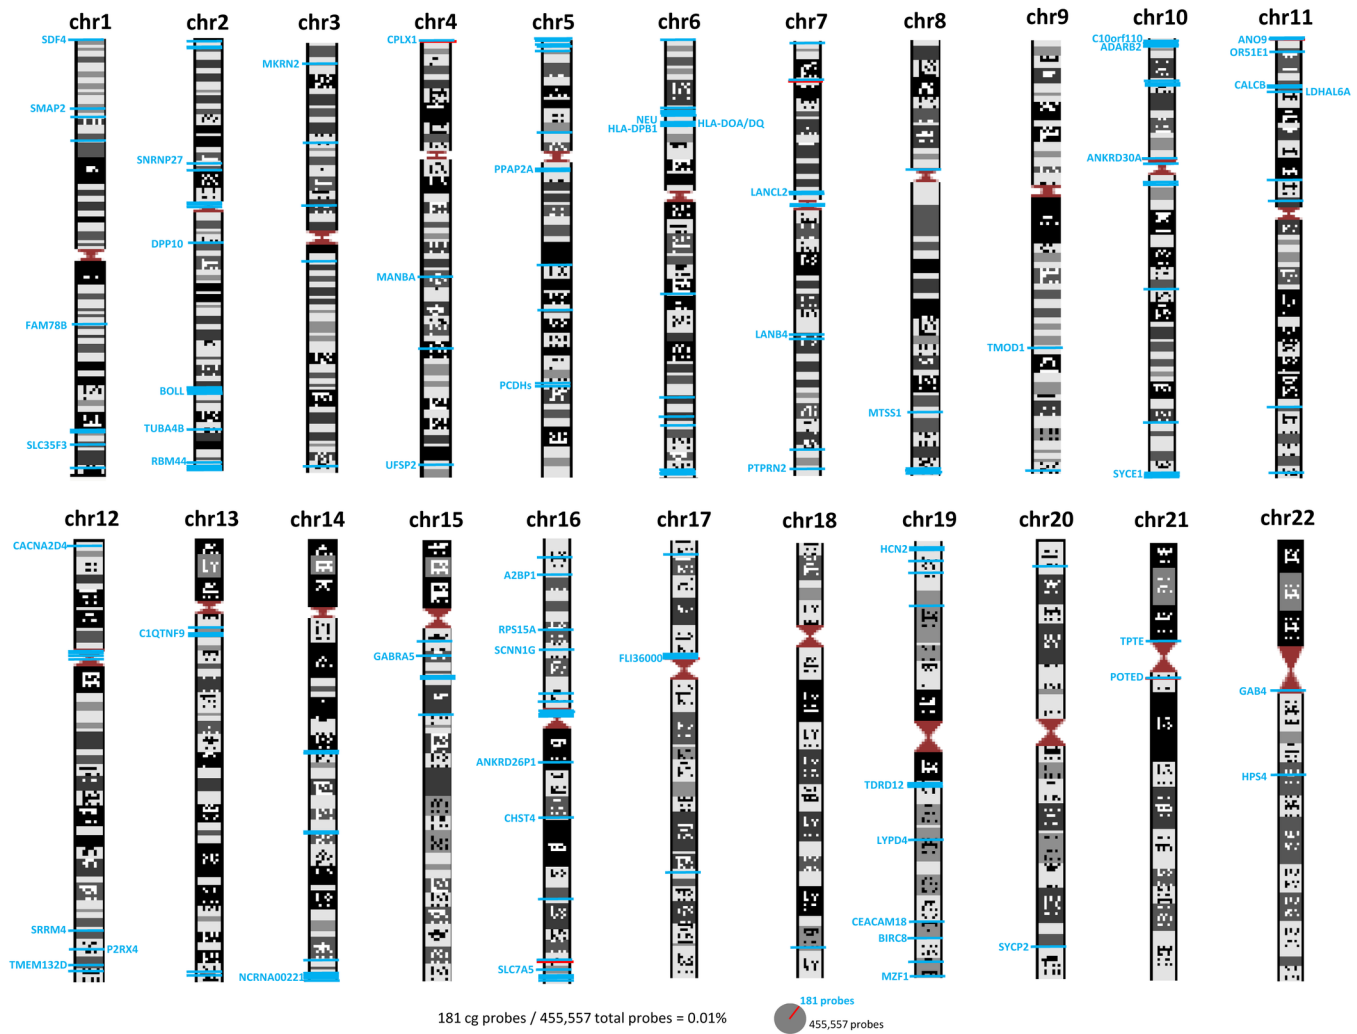 chr1
chr2
chr3
chr4
chr5
chr6
chr7
chr8
chr9
chr10
chr11
SDF4
SMAP2
FAM78B
SLC35F3
SNRNP27
DPP10
BOLL
TUBA4B
RBM44
MKRN2
CPLX1
MANBA
UFSP2
PPAP2A
PCDHs
NEU
HLA-DPB1
HLA-DOA/DQ
LANCL2
LANB4
PTPRN2
MTSS1
TMOD1
C10orf110
ADARB2
ANKRD30A
SYCE1
ANO9
OR51E1
CALCB
LDHAL6A
chr12
chr13
chr14
chr15
chr16
chr17
chr18
chr19
chr20
chr21
chr22
CACNA2D4
SRRM4
P2RX4
TMEM132D
C1QTNF9
NCRNA00221
GABRA5
A2BP1
RPS15A
SCNN1G
ANKRD26P1
CHST4
SLC7A5
FLI36000
HCN2
TDRD12
LYPD4
CEACAM18
BIRC8
MZF1
SYCP2
TPTE
POTED
GAB4
HPS4
181 cg probes / 455,557 total probes = 0.01%
181 probes
455,557 probes